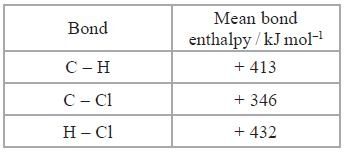 Bond
Mean bond
enthalpy / kJ mol⁻¹
C – H
+ 413
C – Cl
+ 346
H – Cl
+ 432